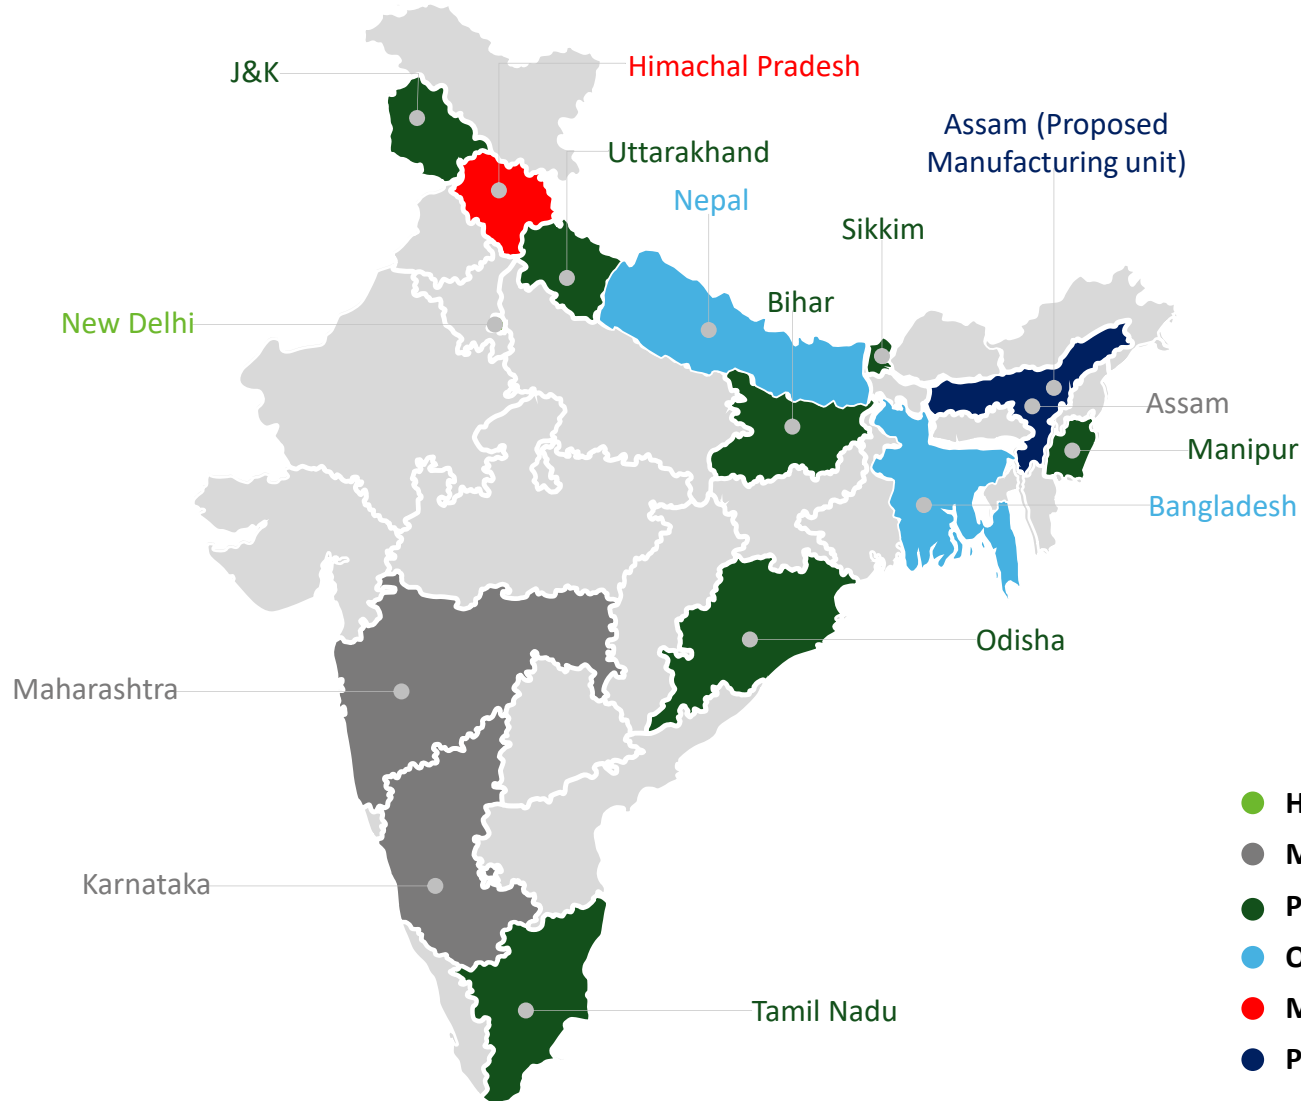 J&K
Himachal Pradesh
Assam (Proposed
Manufacturing unit)
Uttarakhand
Nepal
Sikkim
Bihar
New Delhi
Assam
Manipur
Bangladesh
Odisha
Maharashtra
Karnataka
Tamil Nadu
H
M
P
O
M
P